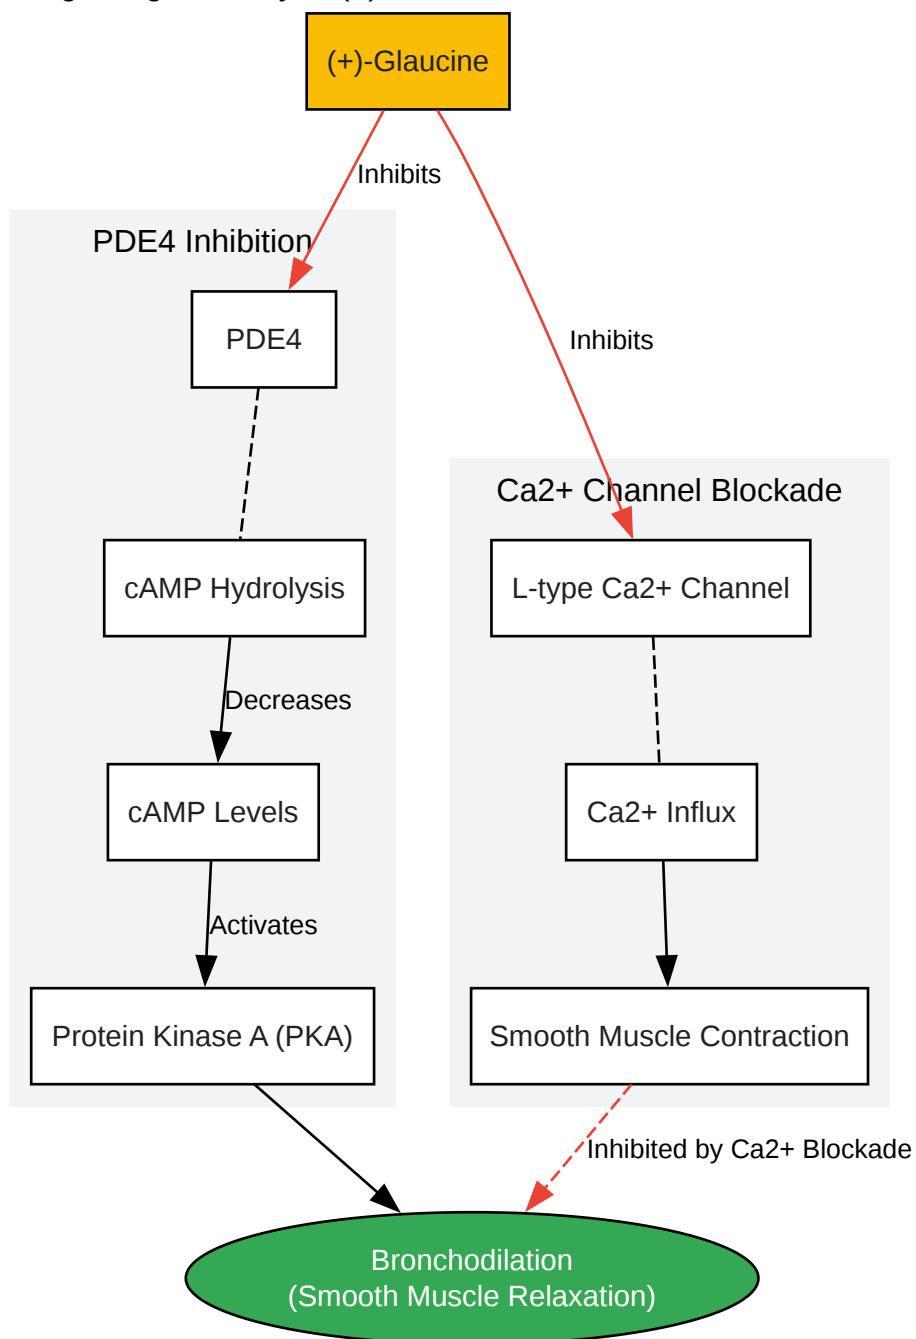 (+)-Glaucine
Inhibits
PDE4 Inhibition
PDE4
Inhibits
Ca2+ Channel Blockade
cAMP Hydrolysis
L-type Ca2+ Channel
Decreases
cAMP Levels
Ca2+ Influx
Activates
Protein Kinase A (PKA)
Smooth Muscle Contraction
Inhibited by Ca2+ Blockade
Bronchodilation
(Smooth Muscle Relaxation)